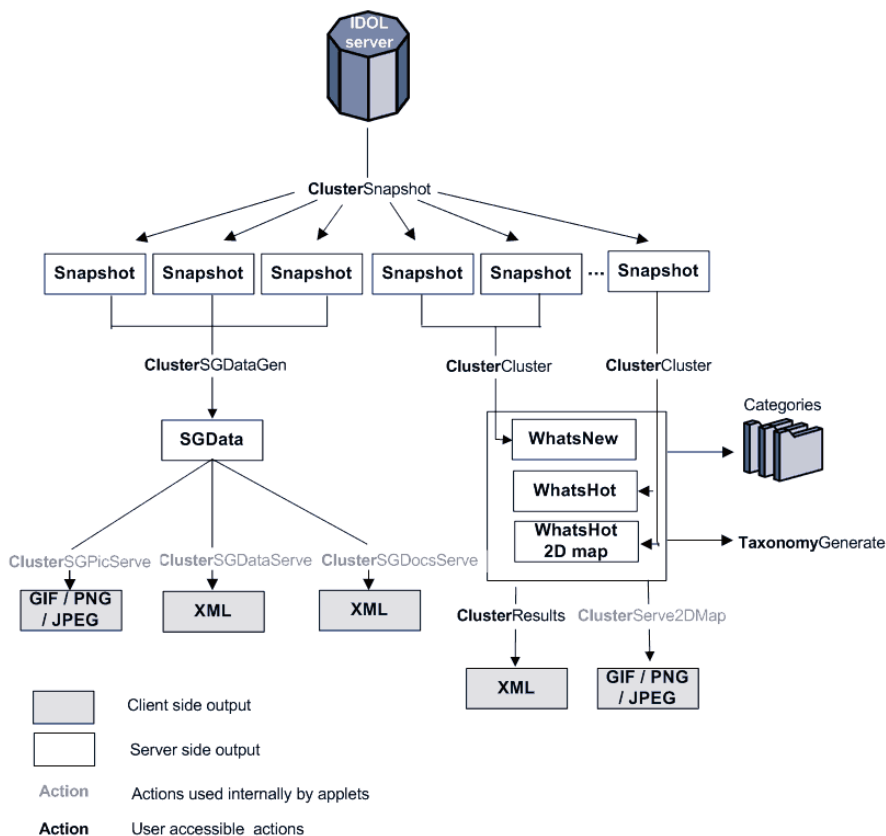 IDOL
server
ClusterSnapshot
Snapshot
Snapshot
Snapshot
Snapshot
Snapshot
...
Snapshot
ClusterSGDataGen
ClusterCluster
ClusterCluster
Categories
SGData
WhatsNew
WhatsHot
WhatsHot
2D map
TaxonomyGenerate
ClusterSGPicServe
ClusterSGDataServe
ClusterSGDocsServe
GIF / PNG
/ JPEG
XML
XML
ClusterResults
ClusterServe2DMap
XML
GIF / PNG
/ JPEG
Client side output
Server side output
Action
Actions used internally by applets
Action
User accessible actions